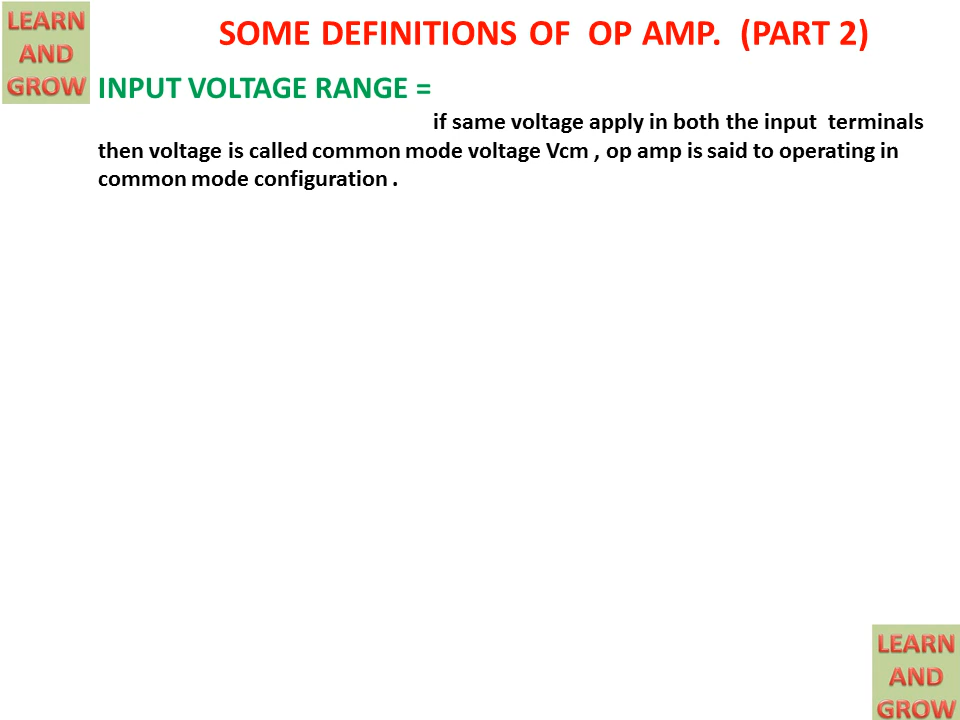 LEARN
AND
GROW
SOME DEFINITIONS OF OP AMP. (PART 2)
INPUT VOLTAGE RANGE =
if same voltage apply in both the input terminals
then voltage is called common mode voltage Vcm , op amp is said to operating in
common mode configuration .
LEARN
AND
GROW